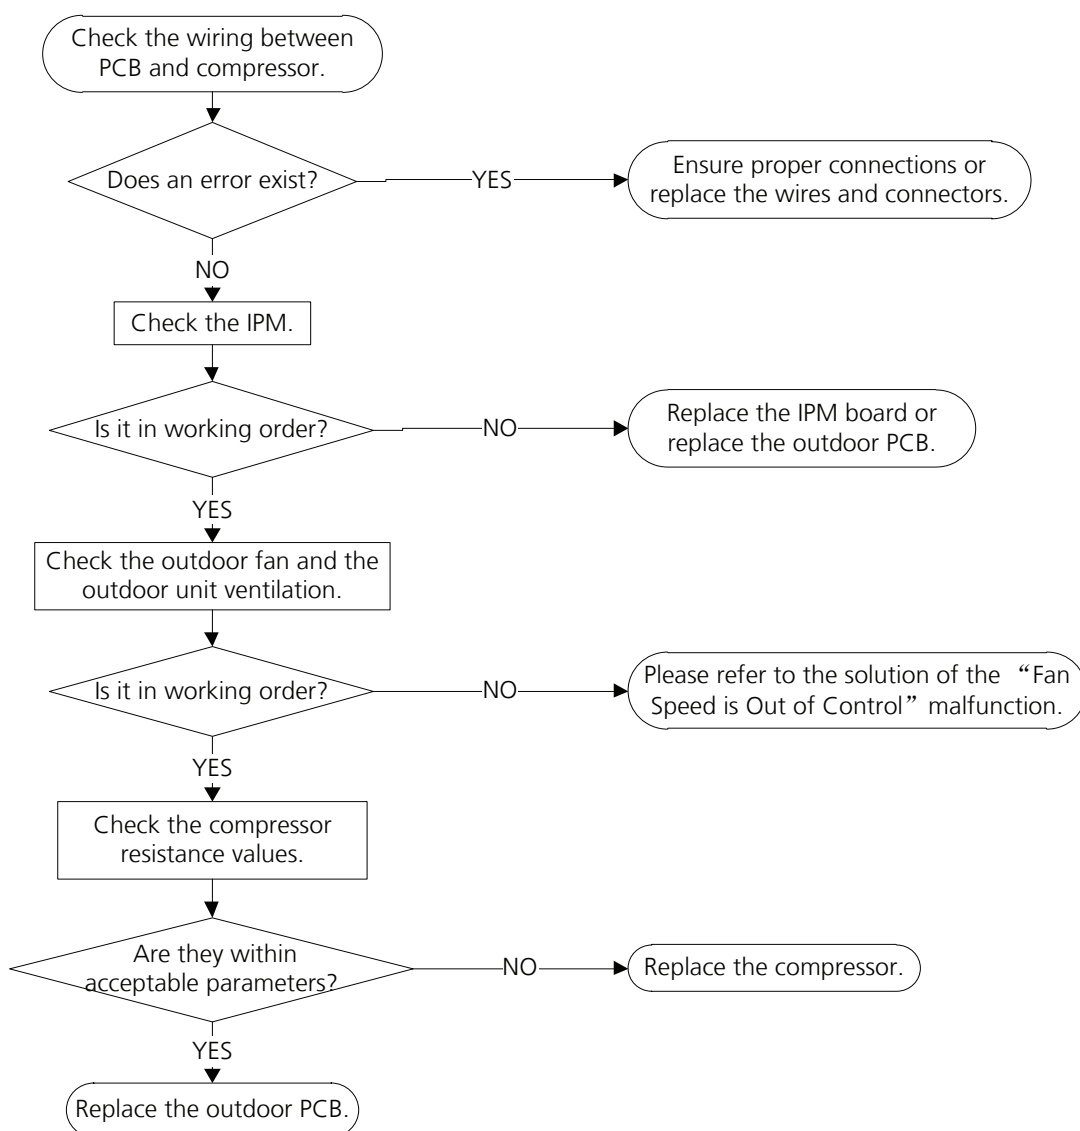 Check the wiring between
PCB and compressor.
Does an error exist?
YES
Ensure proper connections or
replace the wires and connectors.
NO
Check the IPM.
Is it in working order?
NO
Replace the IPM board or
replace the outdoor PCB.
YES
Check the outdoor fan and the
outdoor unit ventilation.
Is it in working order?
NO
Please refer to the solution of the “Fan
Speed is Out of Control” malfunction.
YES
Check the compressor
resistance values.
Are they within
acceptable parameters?
NO
Replace the compressor.
YES
Replace the outdoor PCB.